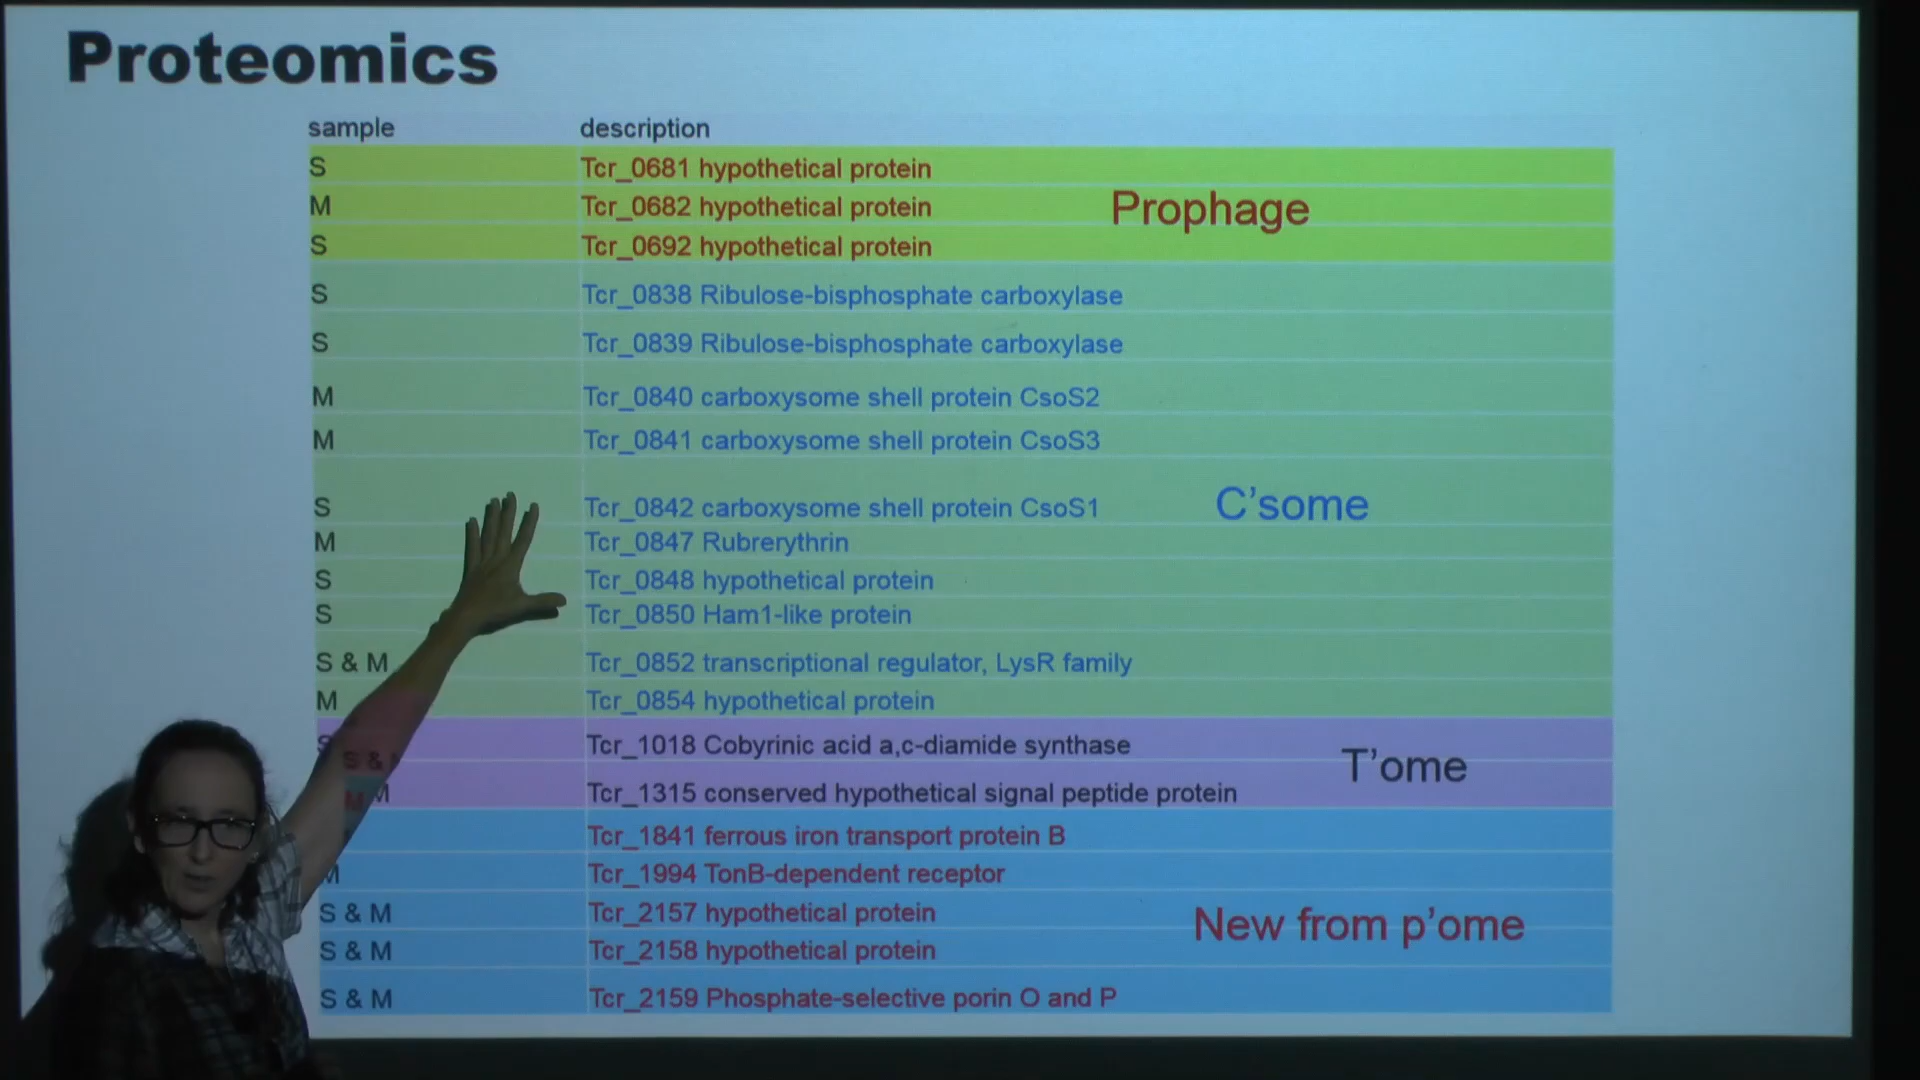 Proteomics
sample description
S Tcr_0681 hypothetical protein
M Tcr_0682 hypothetical protein
Prophage
S Tcr_0692 hypothetical protein
S Tcr_0838 Ribulose-bisphosphate carboxylase
S Tcr_0839 Ribulose-bisphosphate carboxylase
M Tcr_0840 carboxysome shell protein CsoS2
M Tcr_0841 carboxysome shell protein CsoS3
S Tcr_0842 carboxysome shell protein CsoS1
C'some
M Tcr_0847 Rubrerythrin
S Tcr_0848 hypothetical protein
S Tcr_0850 Ham1-like protein
S & M Tcr_0852 transcriptional regulator, LysR family
M Tcr_0854 hypothetical protein
S Tcr_1018 Cobyrinic acid a,c-diamide synthase
T'ome
M Tcr_1315 conserved hypothetical signal peptide protein
Tcr_1841 ferrous iron transport protein B
M Tcr_1994 TonB-dependent receptor
S & M Tcr_2157 hypothetical protein
New from p'ome
S & M Tcr_2158 hypothetical protein
S & M Tcr_2159 Phosphate-selective porin O and P